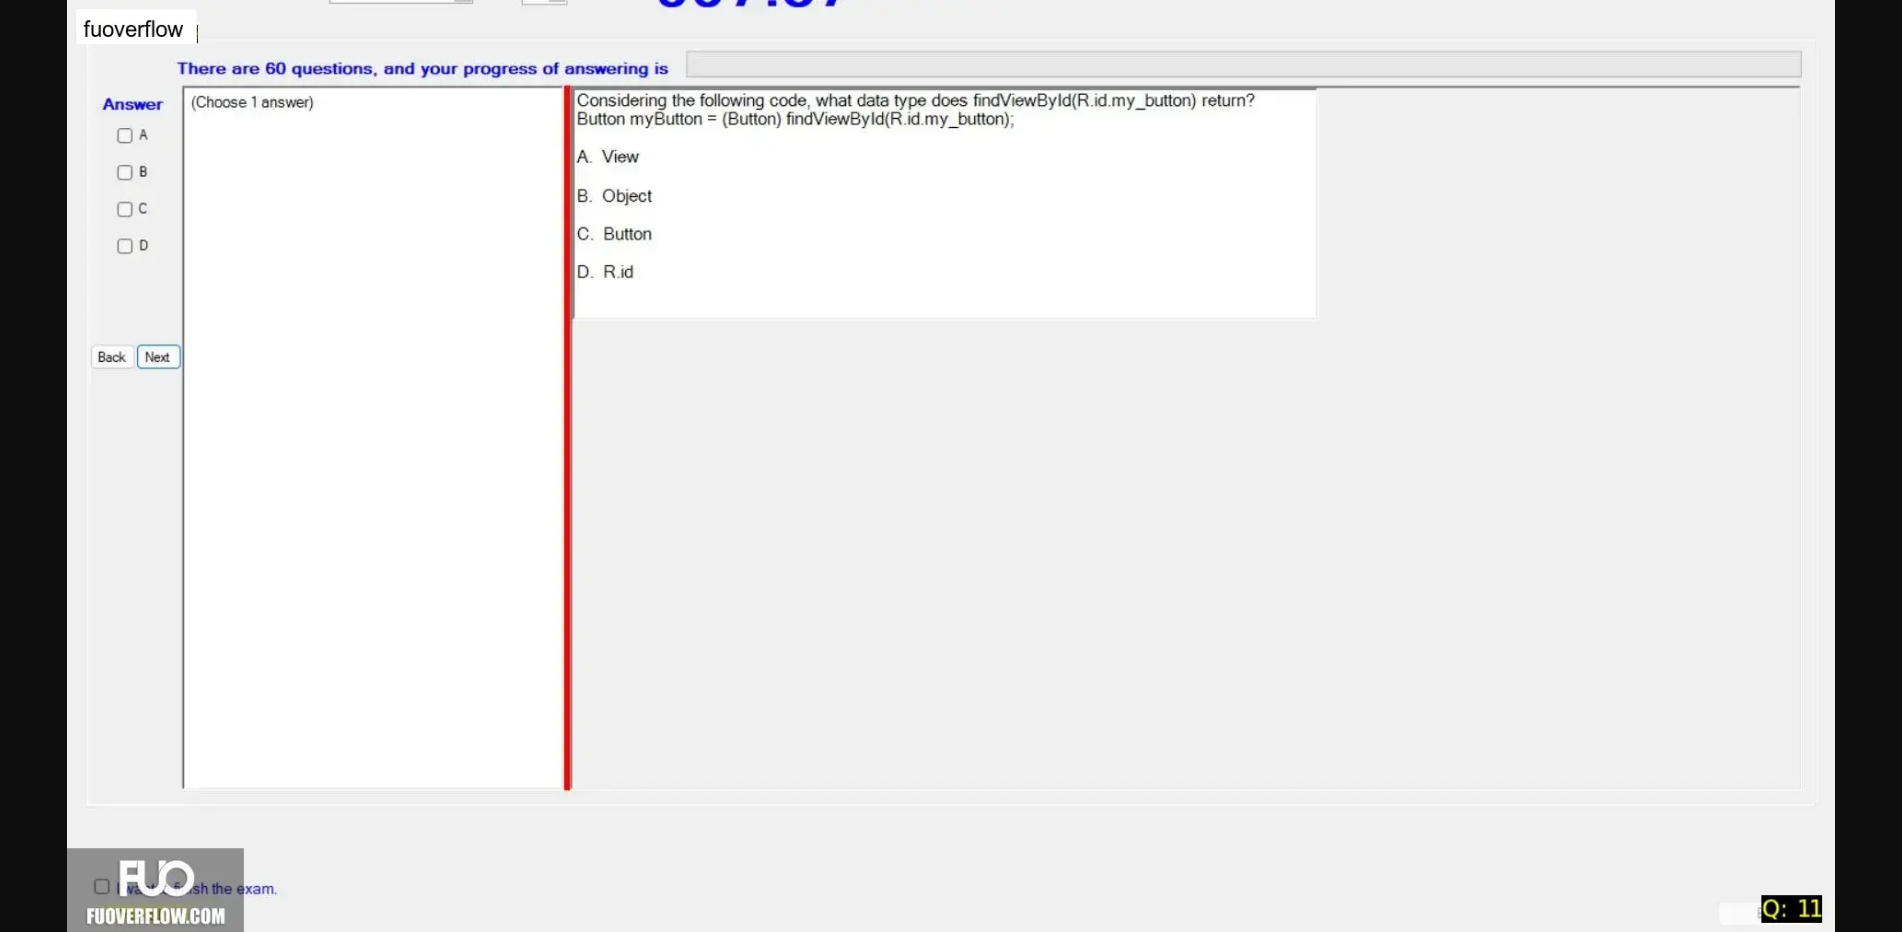 fuoverflow
There are 60 questions, and your progress of answering is
Answer
(Choose 1 answer)
A
B
C
D
Back
Next
Considering the following code, what data type does findViewById(R.id.my_button) return?
Button myButton = (Button) findViewById(R.id.my_button);
A. View
B. Object
C. Button
D. R.id
FUO
sh the exam.
FUOVERFLOW.COM
Q: 11